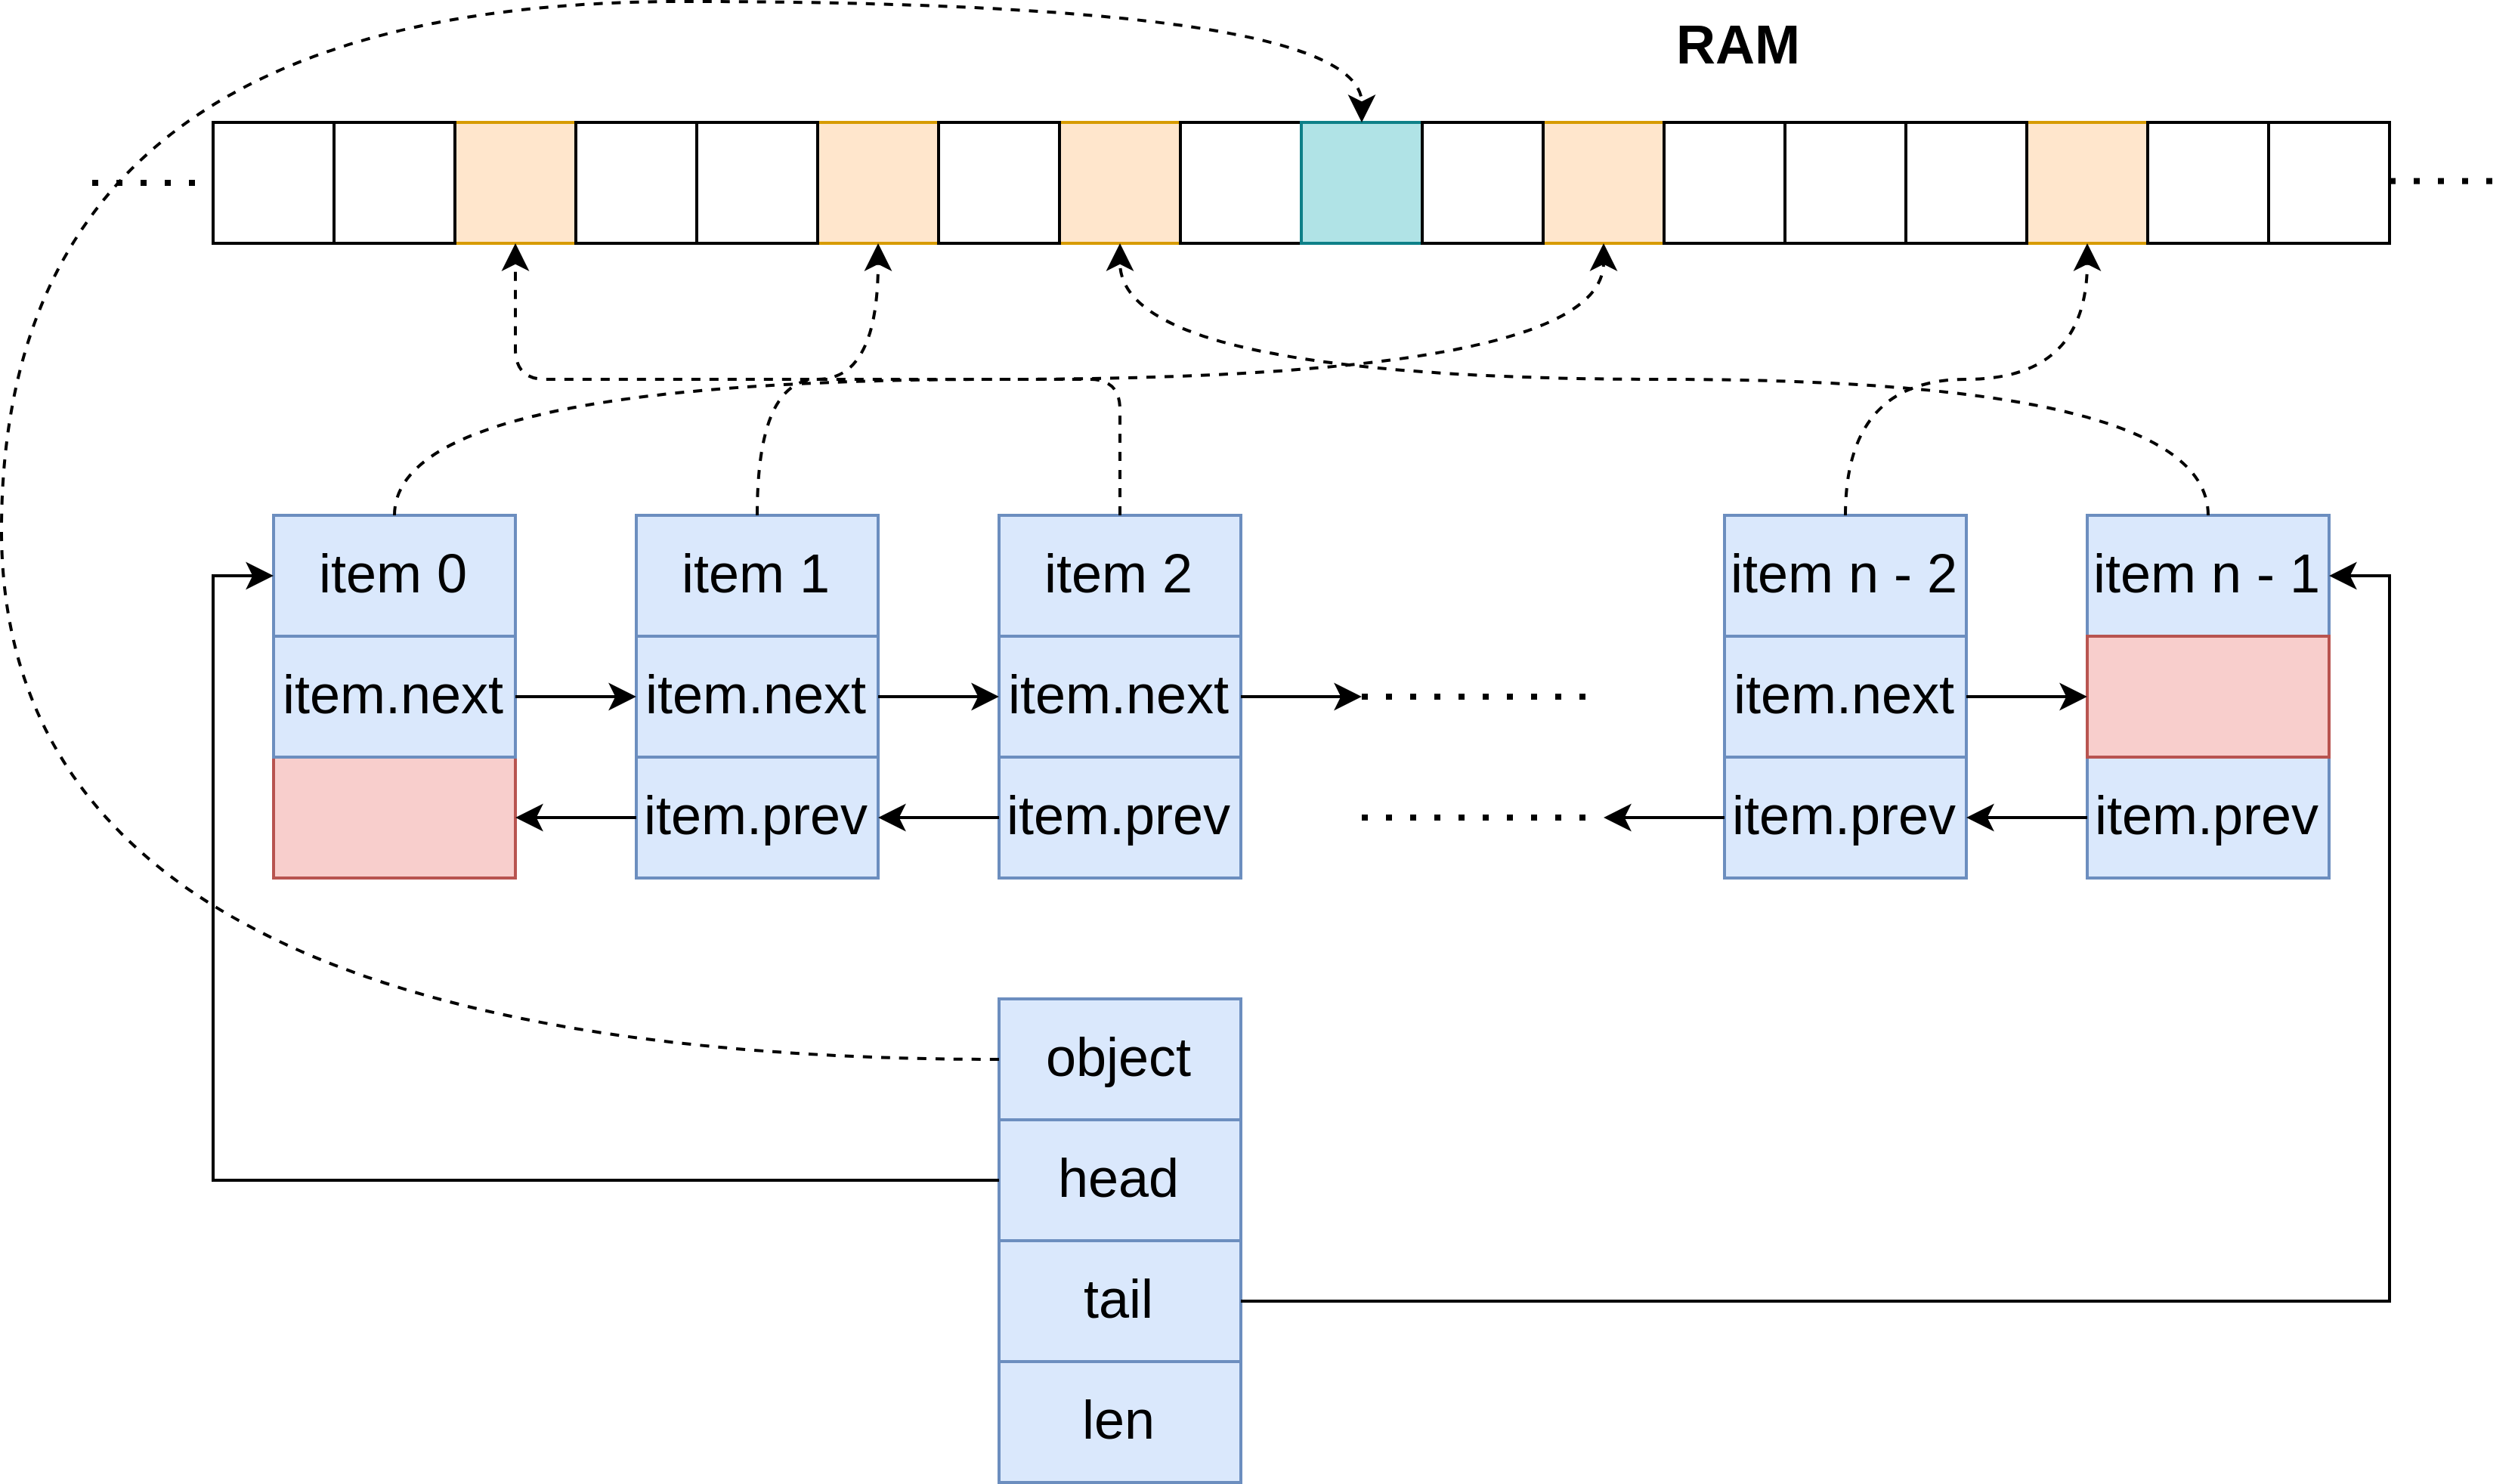 RAM
item 0
item 1
item 2
item n - 2
item n - 1
item.next
item.next
item.next
item.next
item.prev
item.prev
item.prev
item.prev
object
head
tail
len